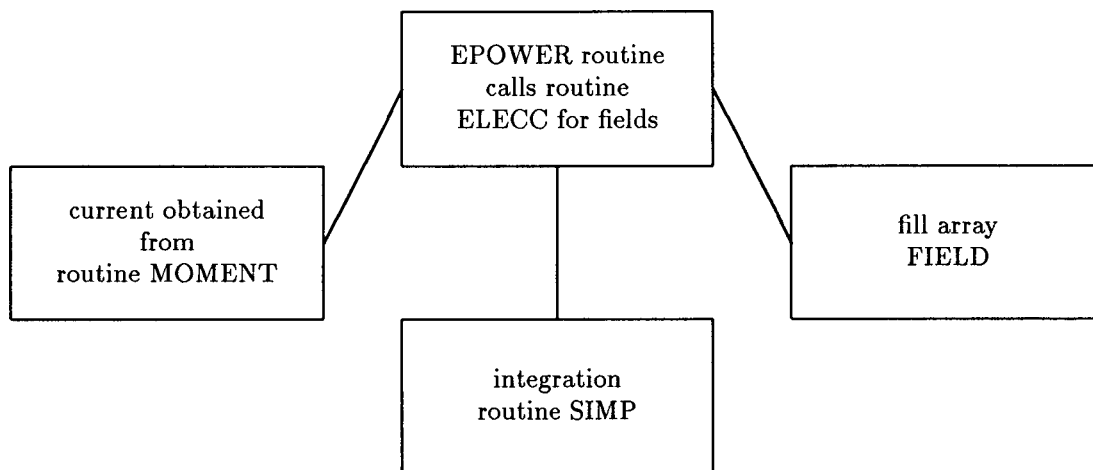 EPOWER routine
calls routine
ELECC for fields
current obtained
from
routine MOMENT
fill array
FIELD
integration
routine SIMP